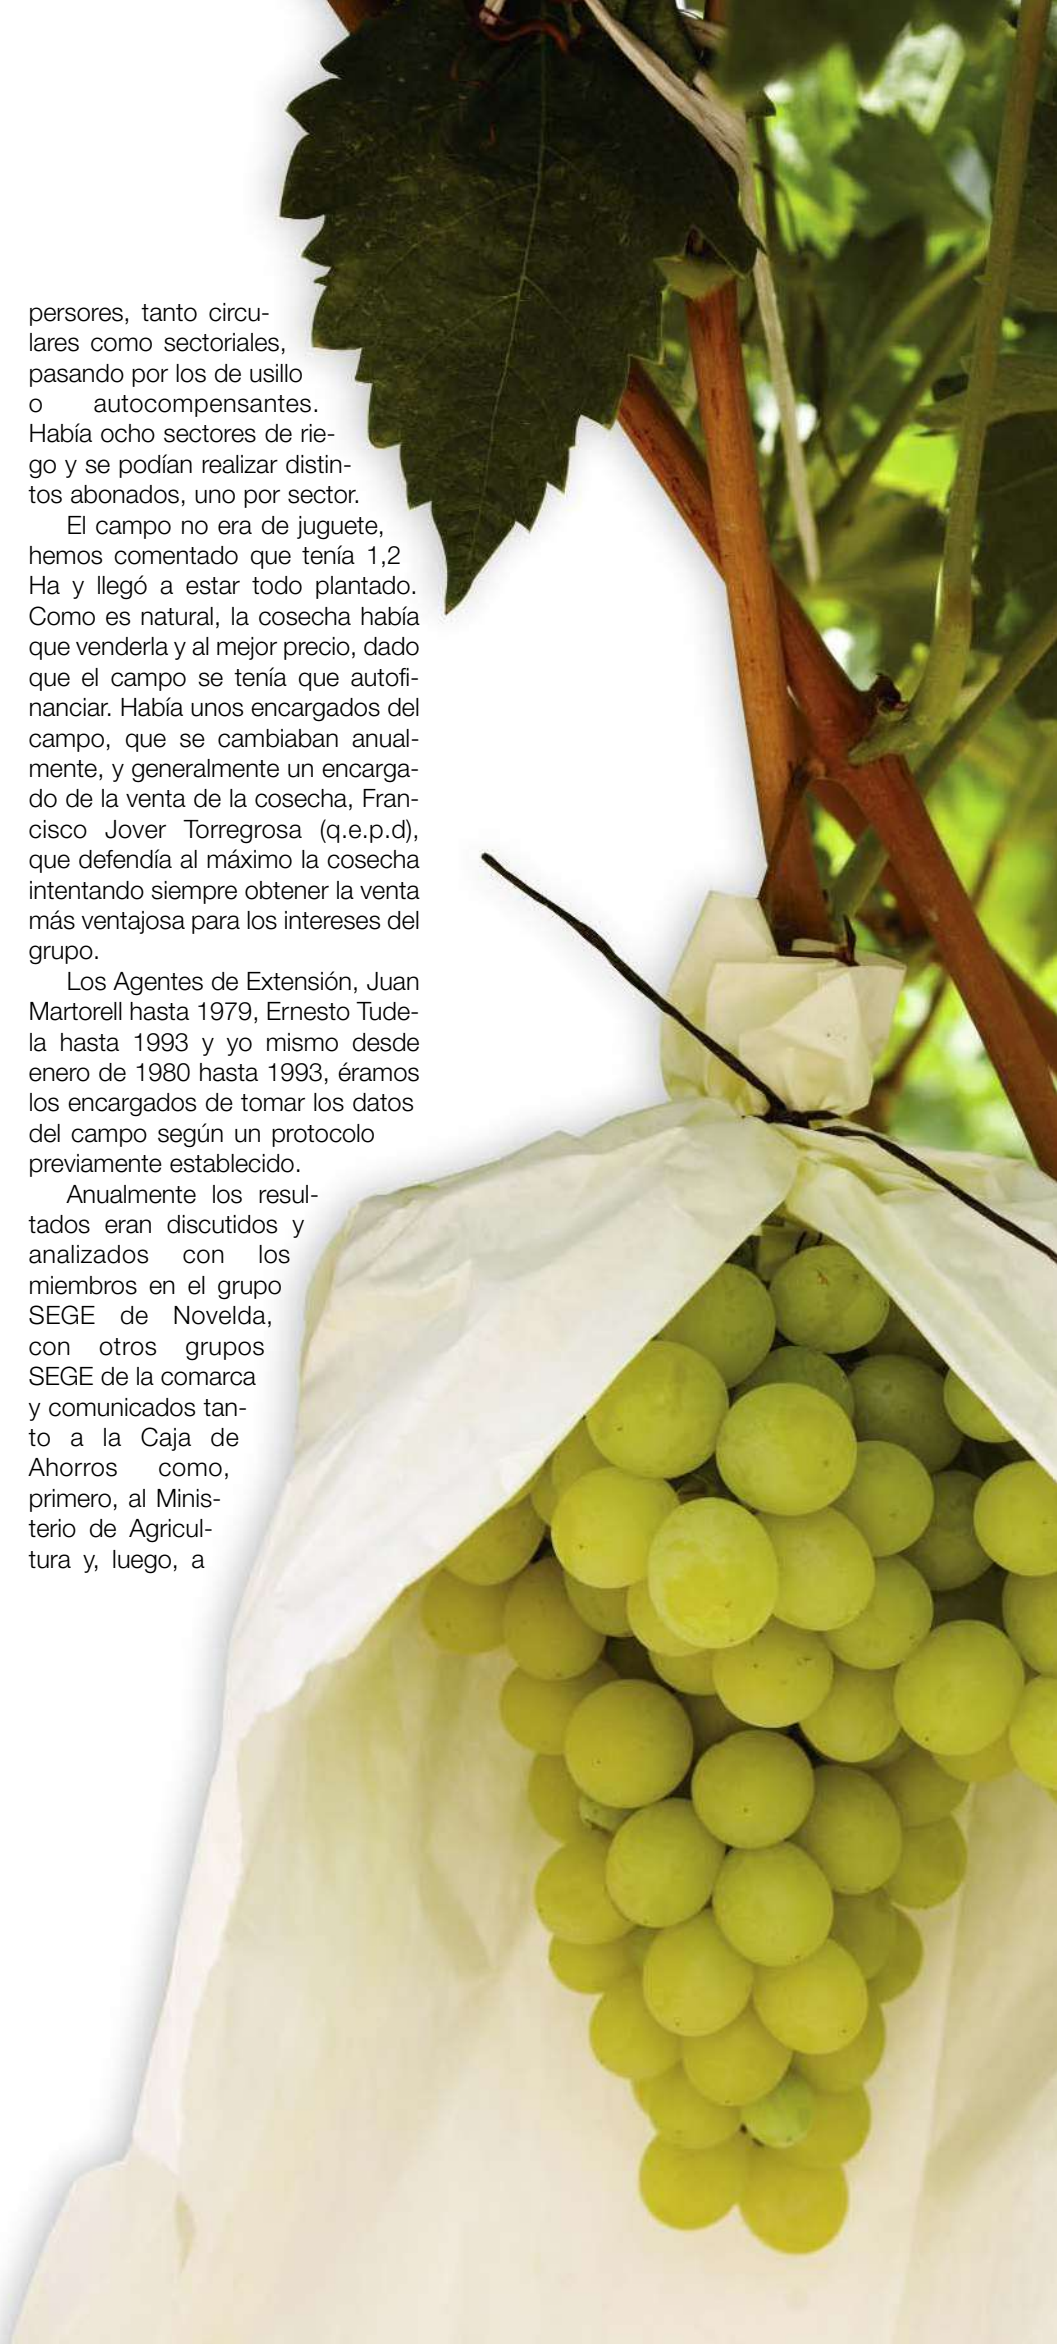 persores, tanto circu-
lares como sectoriales,
pasando por los de usillo
o autocompensantes.
Había ocho sectores de rie-
go y se podían realizar distin-
tos abonados, uno por sector.
El campo no era de juguete,
hemos comentado que tenía 1,2
Ha y llegó a estar todo plantado.
Como es natural, la cosecha había
que venderla y al mejor precio, dado
que el campo se tenía que autofi-
nanciar. Había unos encargados del
campo, que se cambiaban anual-
mente, y generalmente un encarga-
do de la venta de la cosecha, Fran-
cisco Jover Torregrosa (q.e.p.d),
que defendía al máximo la cosecha
intentando siempre obtener la venta
más ventajosa para los intereses del
grupo.
Los Agentes de Extensión, Juan
Martorell hasta 1979, Ernesto Tude-
la hasta 1993 y yo mismo desde
enero de 1980 hasta 1993, éramos
los encargados de tomar los datos
del campo según un protocolo
previamente establecido.
Anualmente los resul-
tados eran discutidos y
analizados con los
miembros en el grupo
SEGE de Novelda,
con otros grupos
SEGE de la comarca
y comunicados tan-
to a la Caja de
Ahorros como,
primero, al Minis-
terio de Agricul-
tura y, luego, a